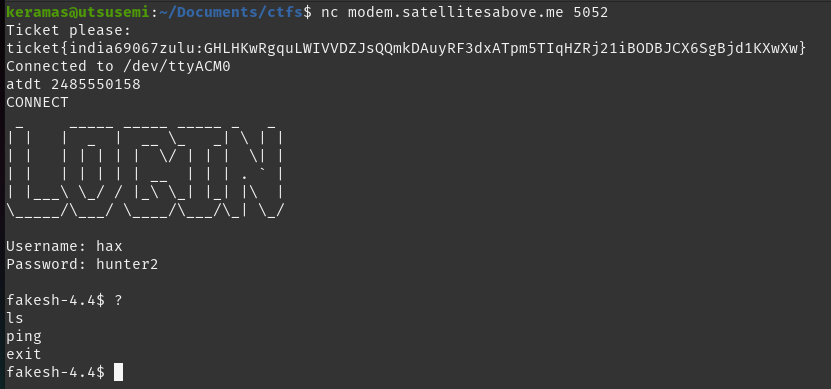 keramas@utsusemi:~/Documents/ctfs$ nc modem.satellitesabove.me 5052
Ticket please:
ticket{india69067zulu:GHLHKwRgquLWIVVDZJsQQmkDAuyRF3dxATpm5TIqHZRj21iBODBJCX6SgBjd1KXwXw}
Connected to /dev/ttyACM0
atdt 2485550158
CONNECT
LOGIN
Username: hax
Password: hunter2
fakesh-4.4$ ?
ls
ping
exit
fakesh-4.4$